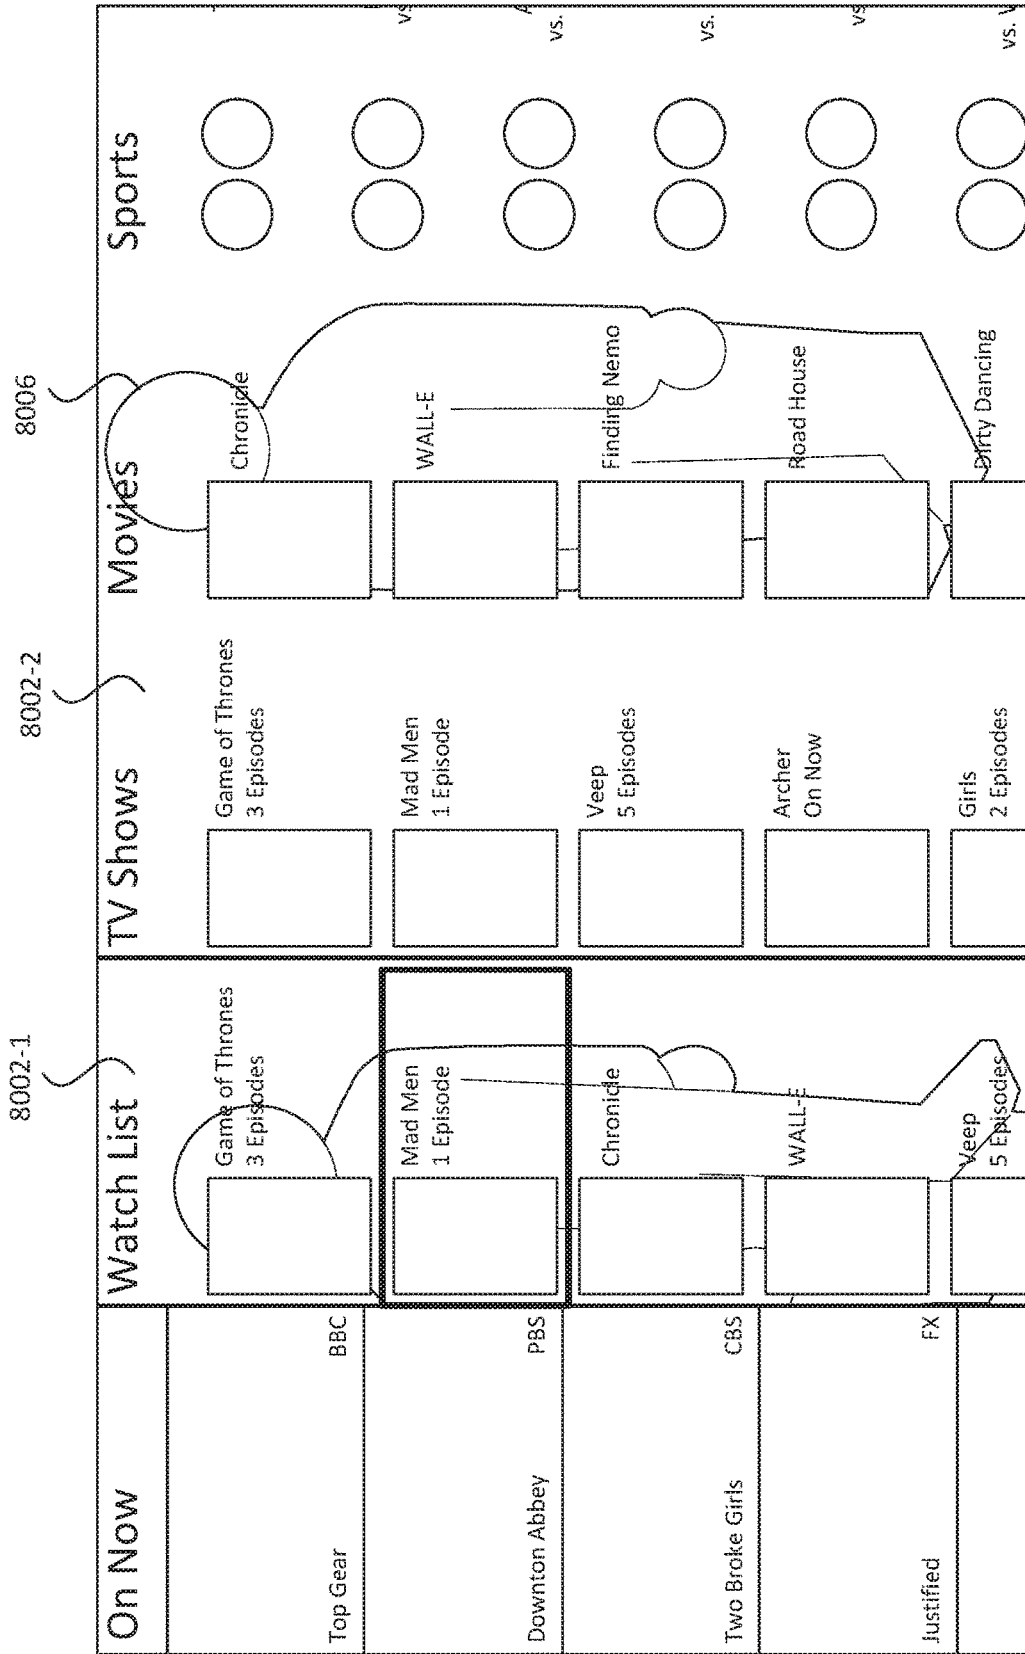 8002-1
8002-2
8006
On Now
Top Gear BBC
Downton Abbey PBS
Two Broke Girls CBS
Justified FX
Watch List
Game of Thrones
3 Episodes
Mad Men
1 Episode
Chronicle
WALL-E
Veep
5 Episodes
TV Shows
Game of Thrones
3 Episodes
Mad Men
1 Episode
Veep
5 Episodes
Archer
On Now
Girls
2 Episodes
Movies
Chronicle
WALL-E
Finding Nemo
Road House
Dirty Dancing
Sports
vs
vs.
vs.
vs
vs.